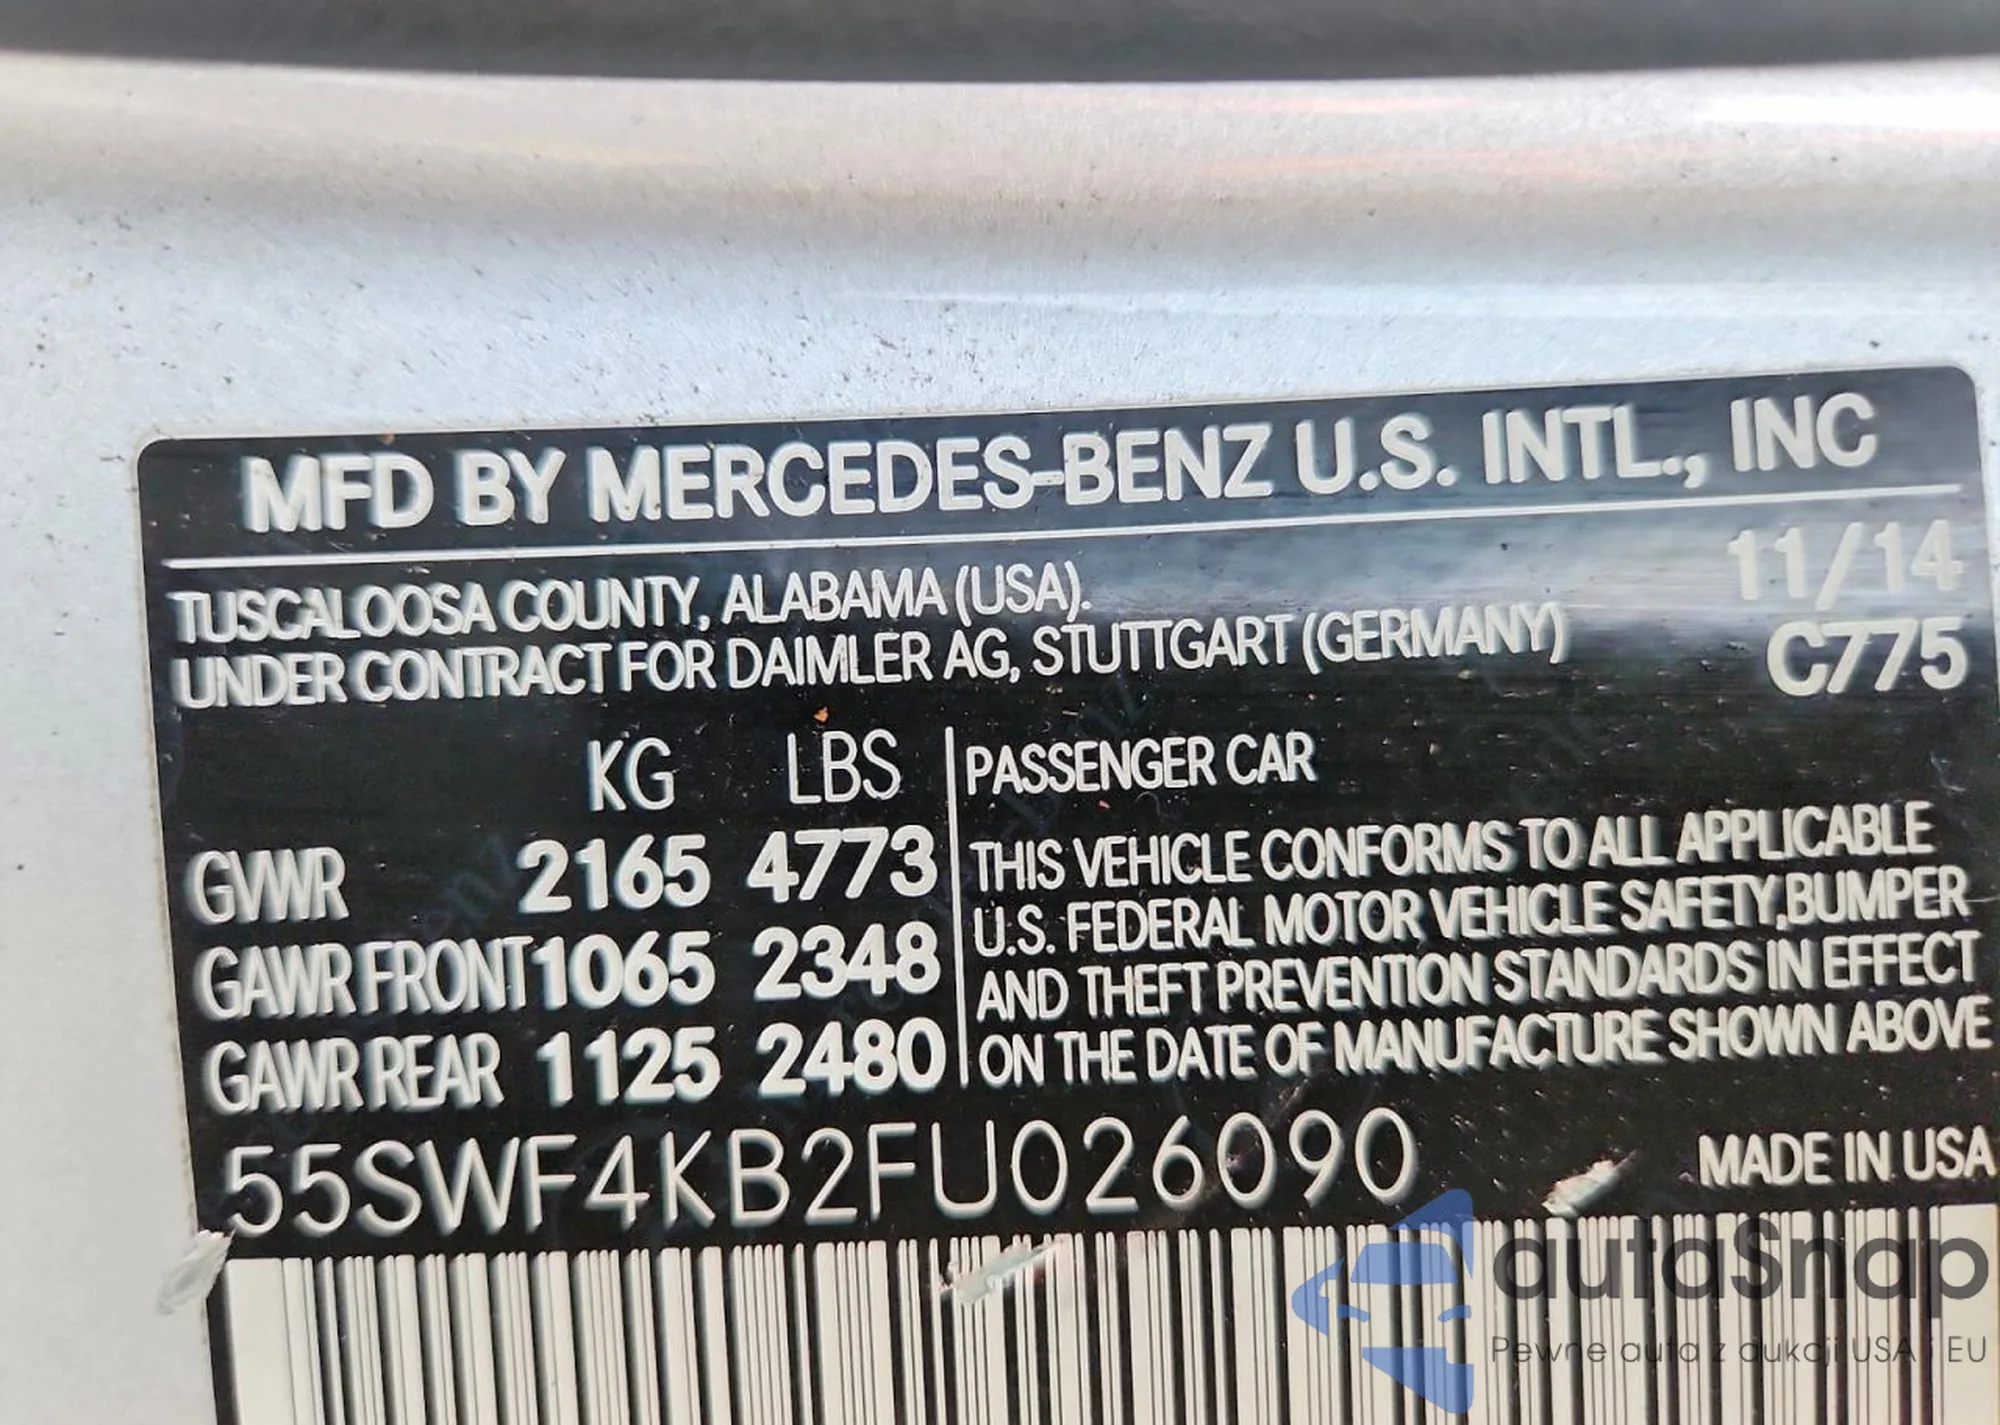 MFD BY MERCEDES-BENZ U.S. INTL., INC
11/14
TUSCALOOSA COUNTY, ALABAMA (USA).
UNDER CONTRACT FOR DAIMLER AG, STUTTGART (GERMANY)
C775
KG LBS
GVWR 2165 4773
GAWR FRONT 1065 2348
GAWR REAR 1125 2480
PASSENGER CAR
THIS VEHICLE CONFORMS TO ALL APPLICABLE
U.S. FEDERAL MOTOR VEHICLE SAFETY,BUMPER
AND THEFT PREVENTION STANDARDS IN EFFECT
ON THE DATE OF MANUFACTURE SHOWN ABOVE
55SWF4KB2FU026090
MADE IN USA
autaSnap
Pewne auta z aukcji USA i EU